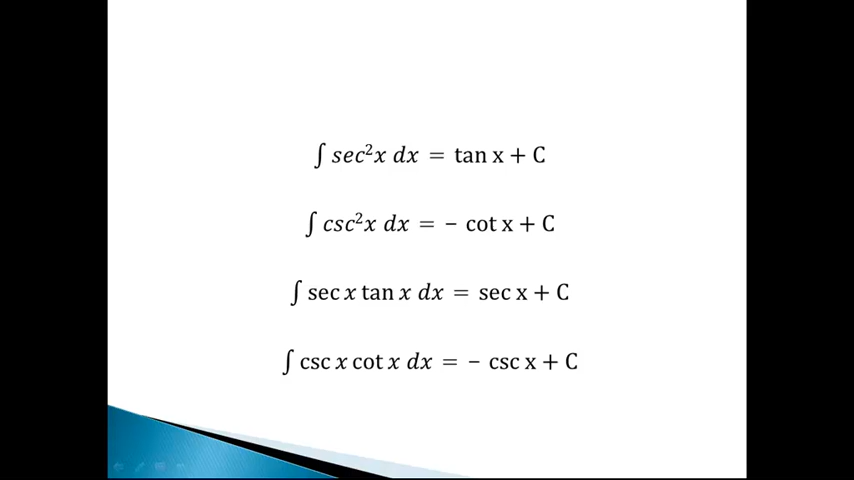 ∫ sec²x dx = tan x + C
∫ csc²x dx = − cot x + C
∫ sec x tan x dx = sec x + C
∫ csc x cot x dx = − csc x + C